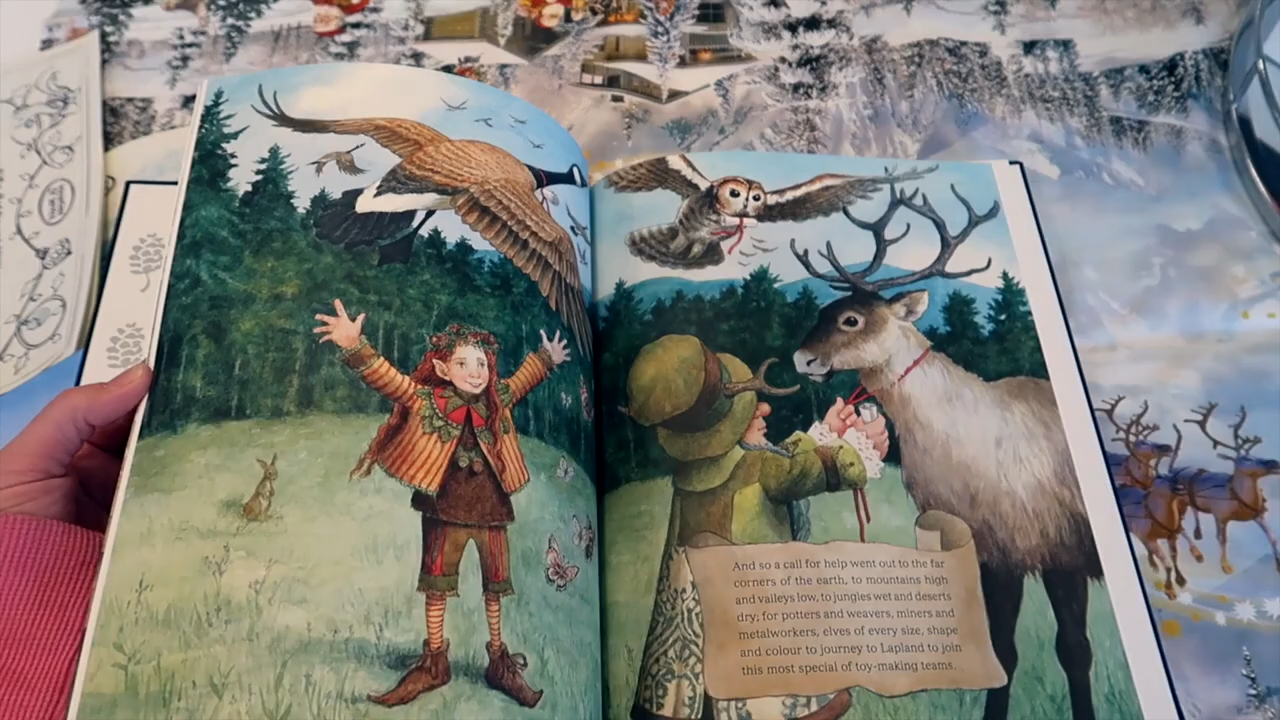 And so a call for help went out to the far
corners of the earth, to mountains high
and valleys low, to jungles wet and deserts
dry; for potters and weavers, miners and
metalworkers, elves of every size, shape
and colour to journey to Lapland to join
this most special of toy-making teams.